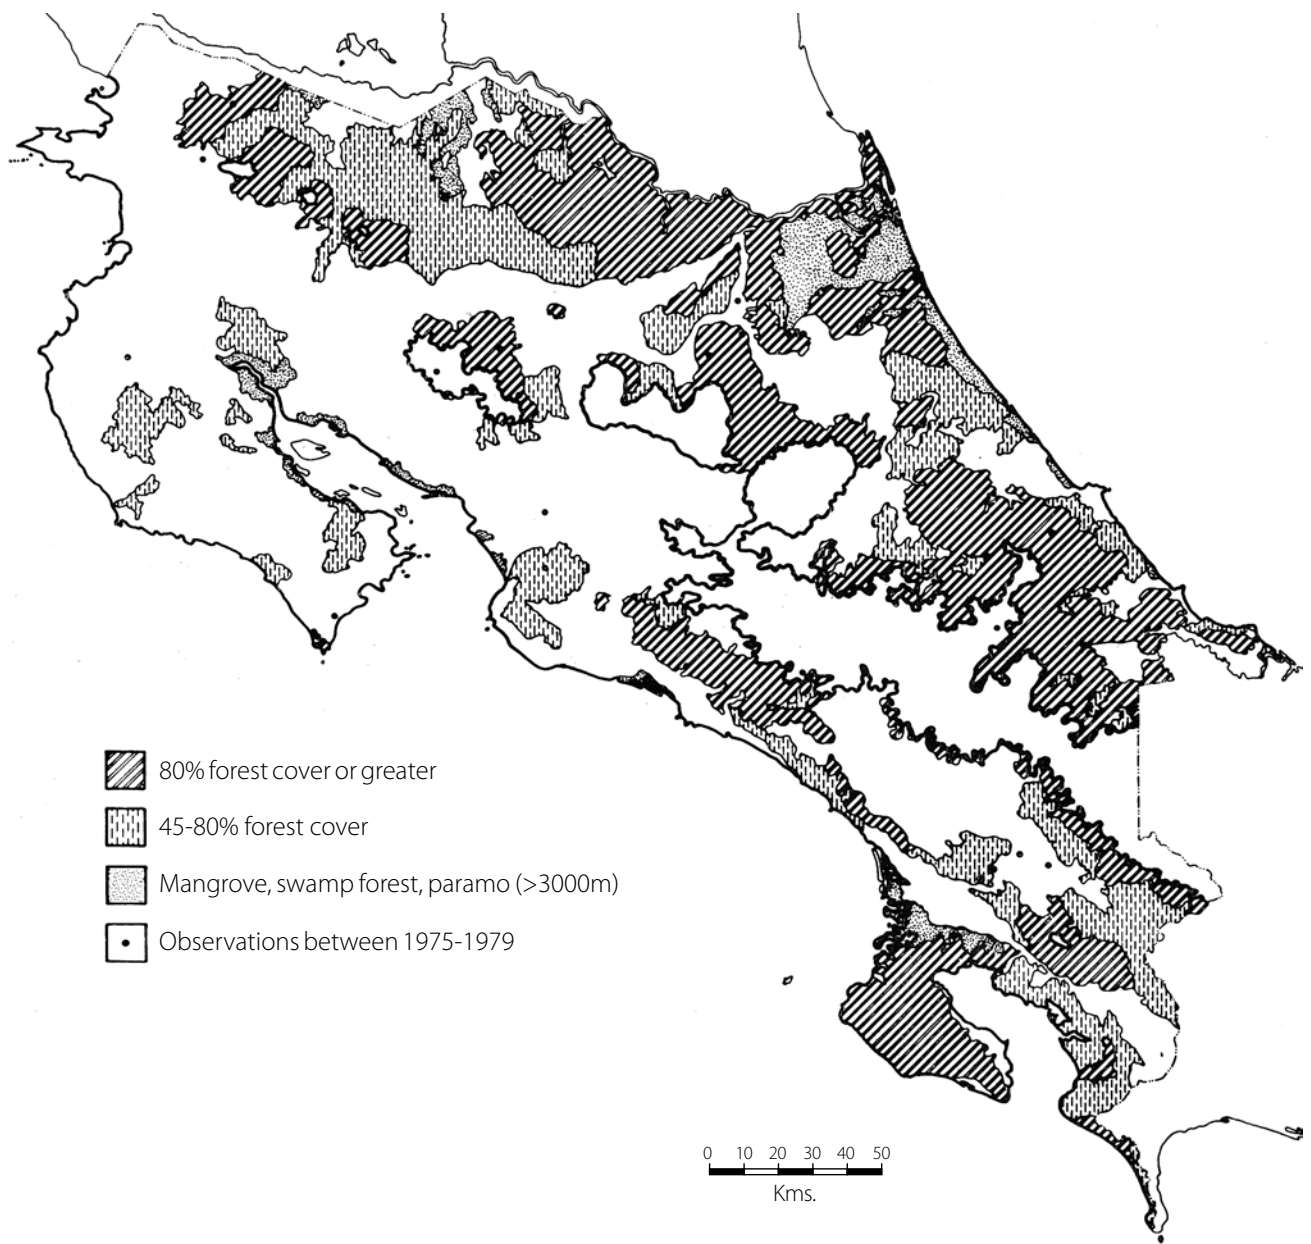 80% forest cover or greater
45-80% forest cover
Mangrove, swamp forest, paramo (>3000m)
Observations between 1975-1979
0 10 20 30 40 50
Kms.